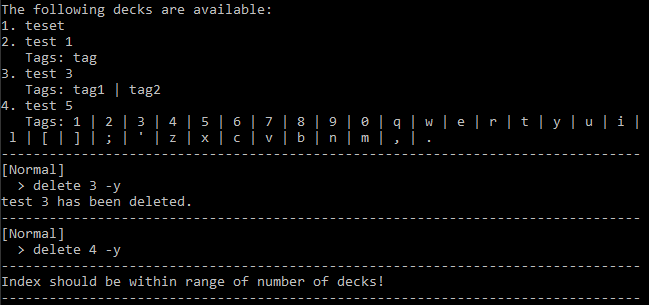 The following decks are available:
1. teset
2. test 1
   Tags: tag
3. test 3
   Tags: tag1 | tag2
4. test 5
   Tags: 1 | 2 | 3 | 4 | 5 | 6 | 7 | 8 | 9 | 0 | q | w | e | r | t | y | u | i |
 l | [ | ] | ; | ' | z | x | c | v | b | n | m | , | .
--------------------------------------------------------------------------------
[Normal]
  > delete 3 -y
test 3 has been deleted.
--------------------------------------------------------------------------------
[Normal]
  > delete 4 -y
--------------------------------------------------------------------------------
Index should be within range of number of decks!
--------------------------------------------------------------------------------